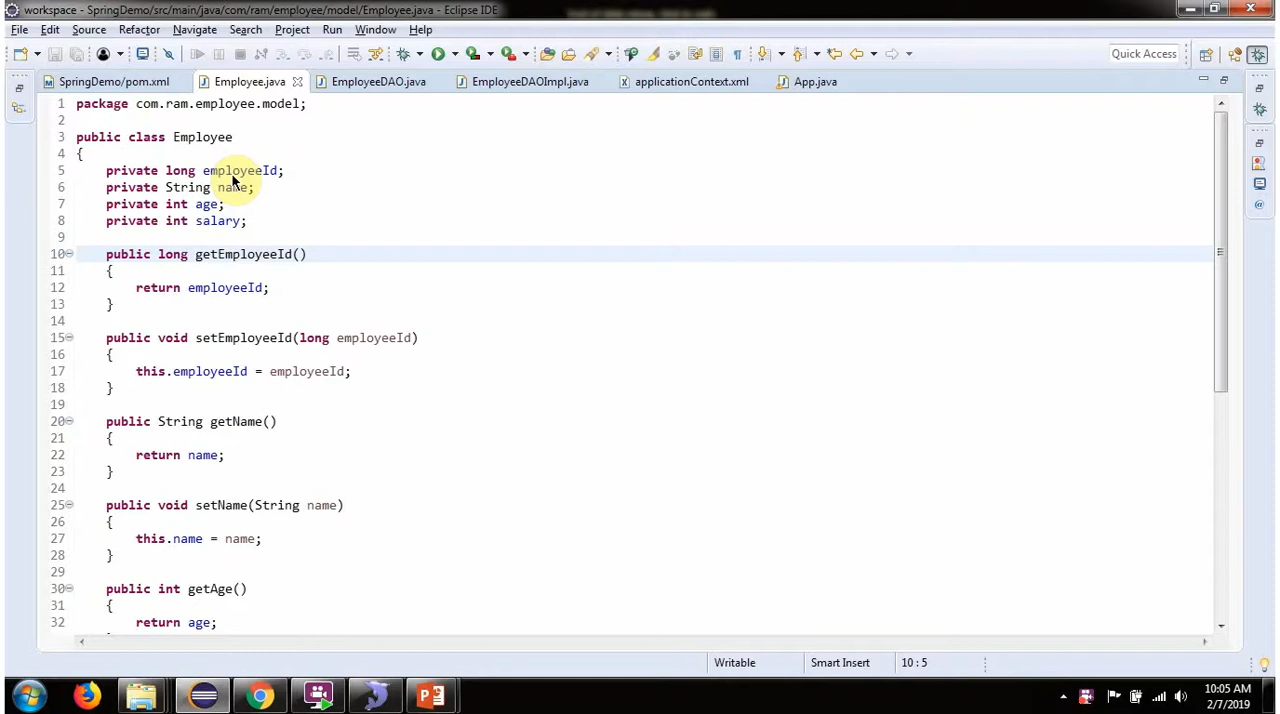 workspace - SpringDemo/src/main/java/com/ram/employee/model/Employee.java - Eclipse IDE
File Edit Source Refactor Navigate Search Project Run Window Help
Quick Access
SpringDemo/pom.xml Employee.java EmployeeDAO.java EmployeeDAOImpl.java applicationContext.xml App.java
1 package com.ram.employee.model;
2
3 public class Employee
4 {
5 private long employeeId;
6 private String name;
7 private int age;
8 private int salary;
9
10 public long getEmployeeId()
11 {
12 return employeeId;
13 }
14
15 public void setEmployeeId(long employeeId)
16 {
17 this.employeeId = employeeId;
18 }
19
20 public String getName()
21 {
22 return name;
23 }
24
25 public void setName(String name)
26 {
27 this.name = name;
28 }
29
30 public int getAge()
31 {
32 return age;
Writable Smart Insert 10 : 5
10:05 AM
2/7/2019